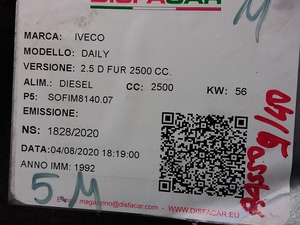 DISFACAR
M
MARCA: IVECO
MODELLO: DAILY
VERSIONE: 2.5 D FUR 2500 CC.
ALIM.: DIESEL CC: 2500 KW: 56
P5: SOFIM8140.07
EMISSIONE:
NS: 1828/2020
DATA:04/08/2020 18:19:00
ANNO IMM: 1992
5 M
magazzino@disfacar.com
WWW.DISFACAR.EU